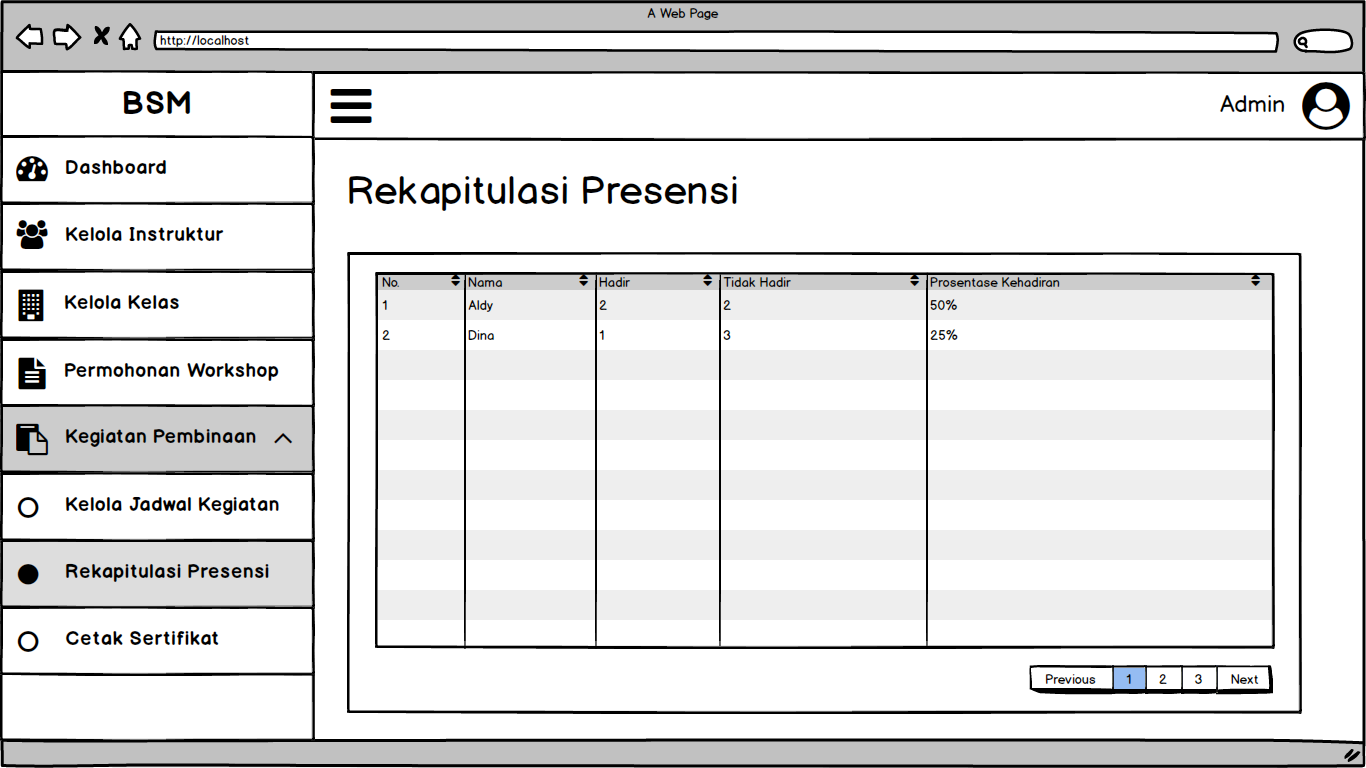 A Web Page
http://localhost
BSM
Admin
Dashboard
Kelola Instruktur
Kelola Kelas
Permohonan Workshop
Kegiatan Pembinaan
Kelola Jadwal Kegiatan
Rekapitulasi Presensi
Cetak Sertifikat
Rekapitulasi Presensi
No. Nama Hadir Tidak Hadir Prosentase Kehadiran
1 Aldy 2 2 50%
2 Dina 1 3 25%
Previous 1 2 3 Next